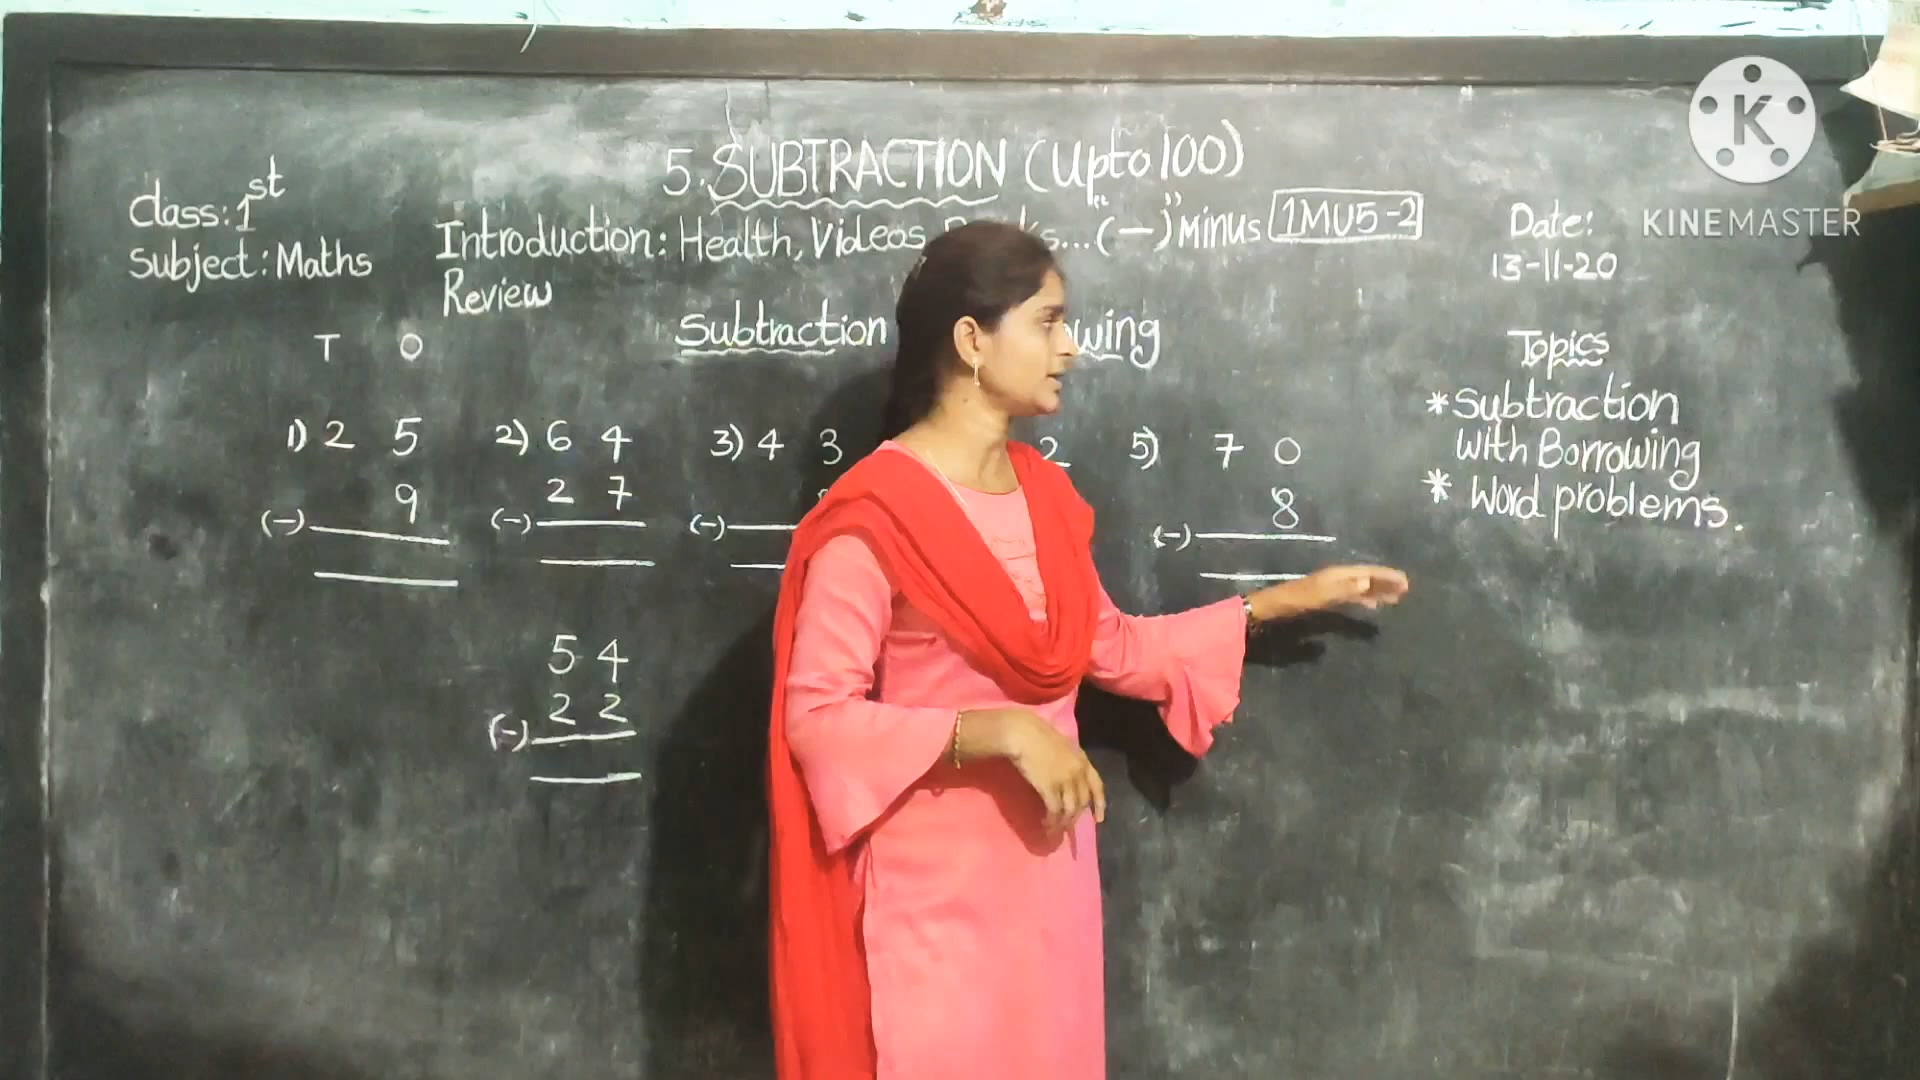 5. SUBTRACTION (Upto 100)
Class: 1st
Subject: Maths
Introduction: Health, Videos, ... (—) "Minus 1MU5-2
Review
Date:
13-11-20
K
KINEMASTER
Subtraction
T O
1) 2 5
9
(-)
2) 6 4
2 7
(-)
3) 4 3
(-)
2
5) 7 0
8
(-)
5 4
2 2
(-)
Topics
*Subtraction
with Borrowing
* Word problems.